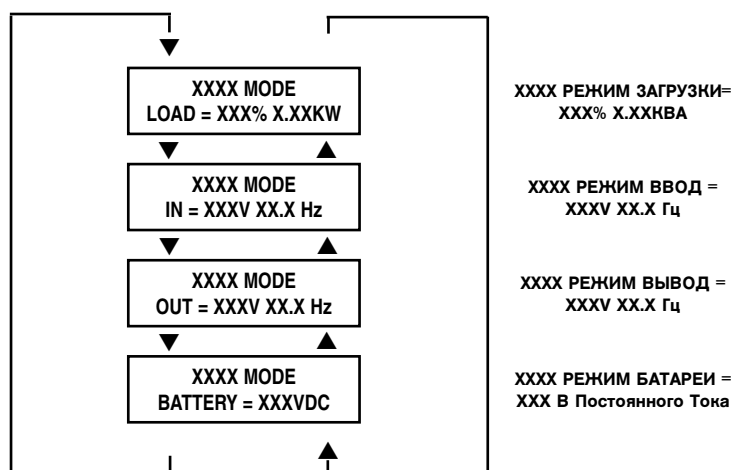 XXXX MODE
LOAD = XXX% X.XXKW
XXXX РЕЖИМ ЗАГРУЗКИ=
XXX% X.XXКВА
XXXX MODE
IN = XXXV XX.X Hz
XXXX РЕЖИМ ВВОД =
XXXV XX.X Гц
XXXX MODE
OUT = XXXV XX.X Hz
XXXX РЕЖИМ ВЫВОД =
XXXV XX.X Гц
XXXX MODE
BATTERY = XXXVDC
XXXX РЕЖИМ БАТАРЕИ =
XXX В Постоянного Тока